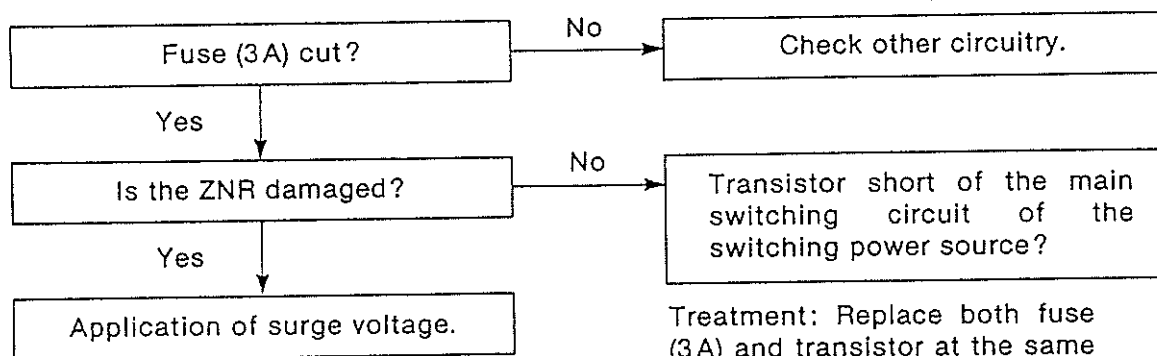 Fuse (3A) cut?
No
Check other circuitry.
Yes
Is the ZNR damaged?
No
Transistor short of the main
switching circuit of the
switching power source?
Yes
Application of surge voltage.
Treatment: Replace both fuse
(3A) and transistor at the same